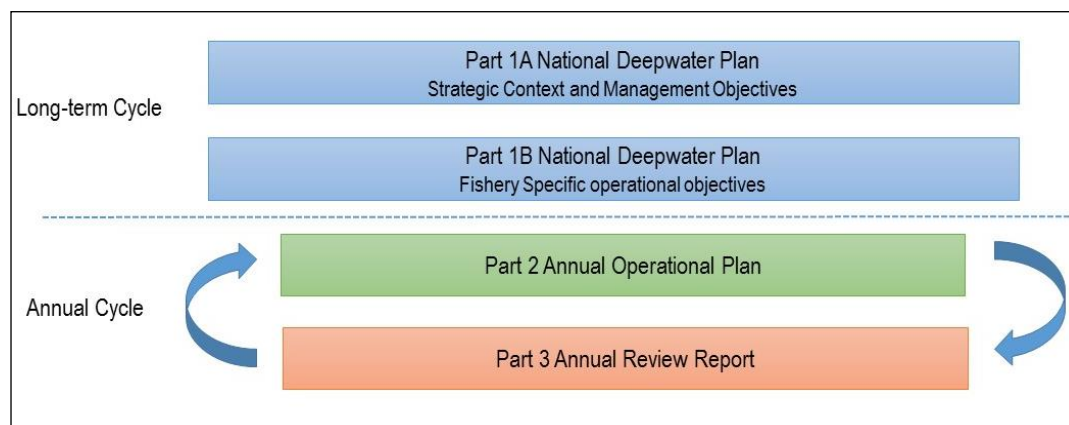 Part 1A National Deepwater Plan
Strategic Context and Management Objectives
Long-term Cycle
Part 1B National Deepwater Plan
Fishery Specific operational objectives
Part 2 Annual Operational Plan
Annual Cycle
Part 3 Annual Review Report